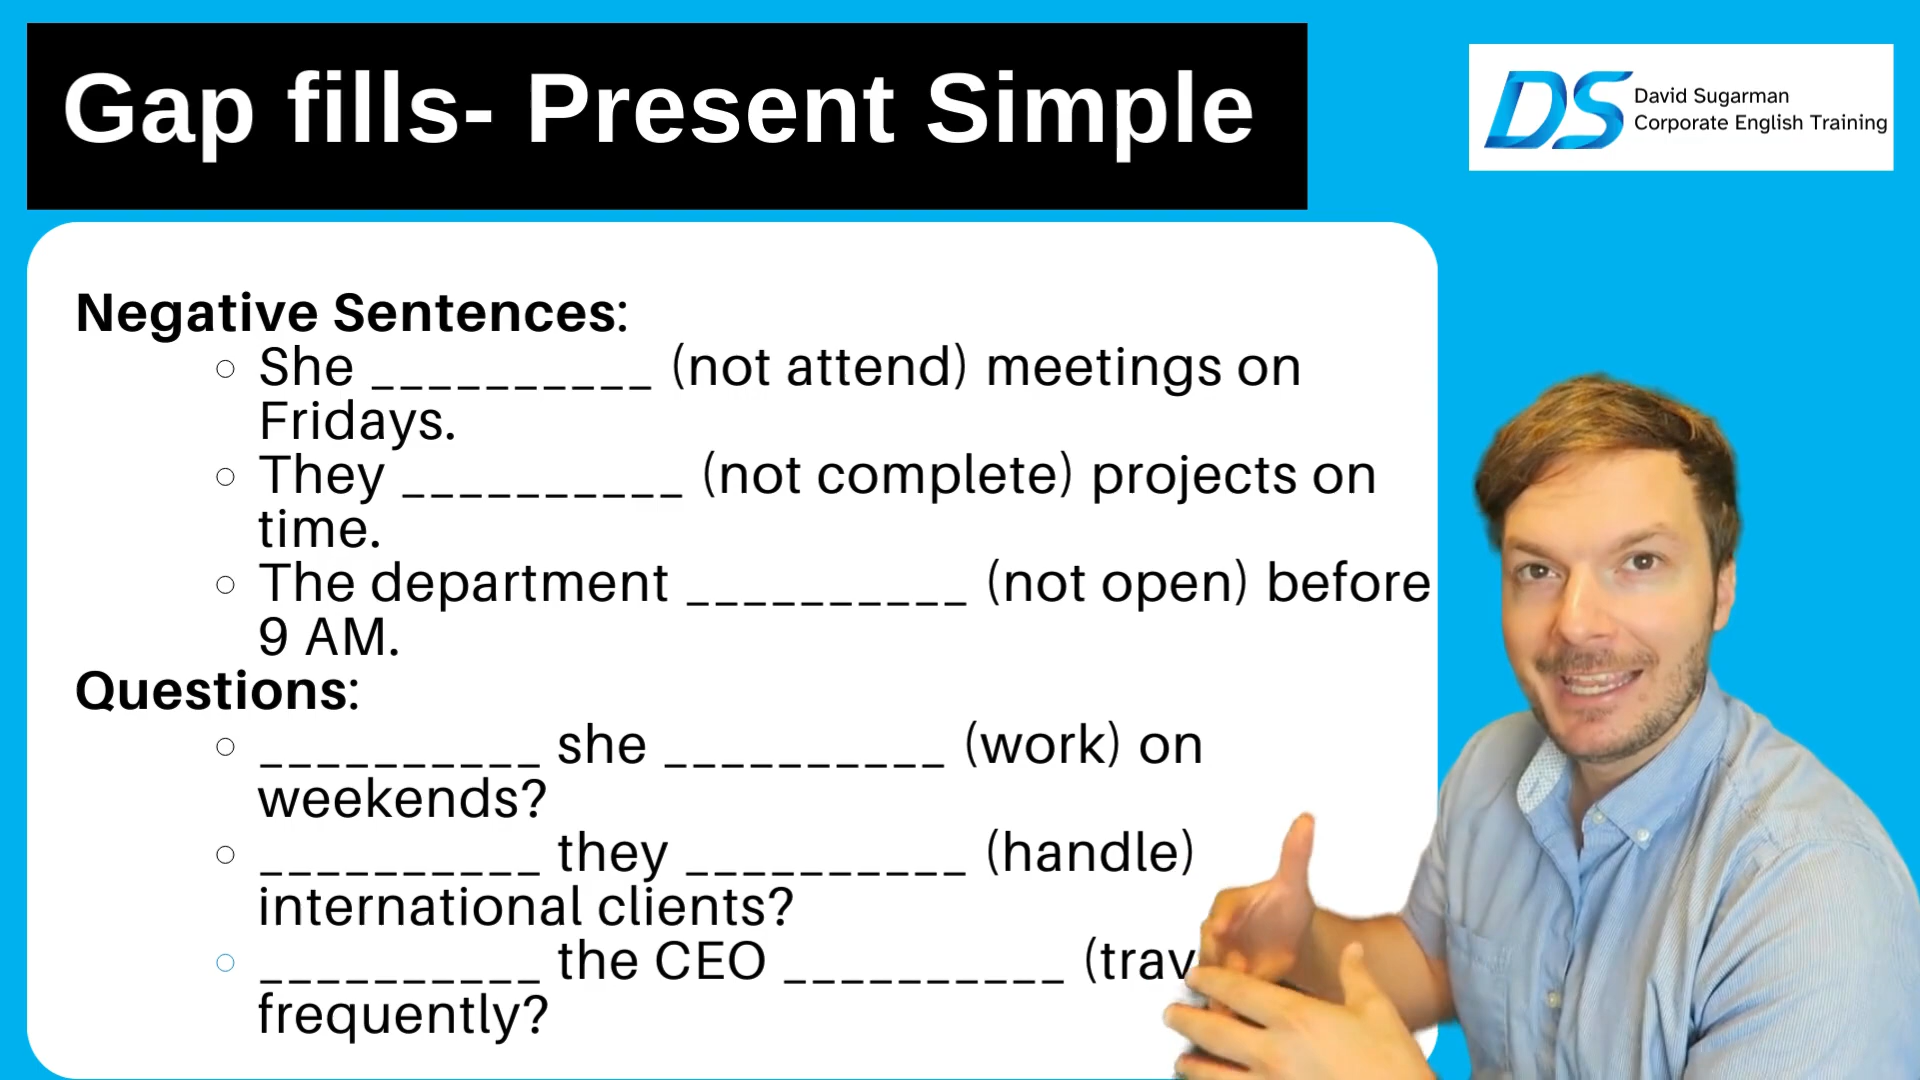 Gap fills- Present Simple
DS
David Sugarman
Corporate English Training
Negative Sentences:
She __________ (not attend) meetings on
Fridays.
They __________ (not complete) projects on
time.
The department __________ (not open) before
9 AM.
Questions:
__________ she __________ (work) on
weekends?
__________ they __________ (handle)
international clients?
__________ the CEO __________ (trav
frequently?